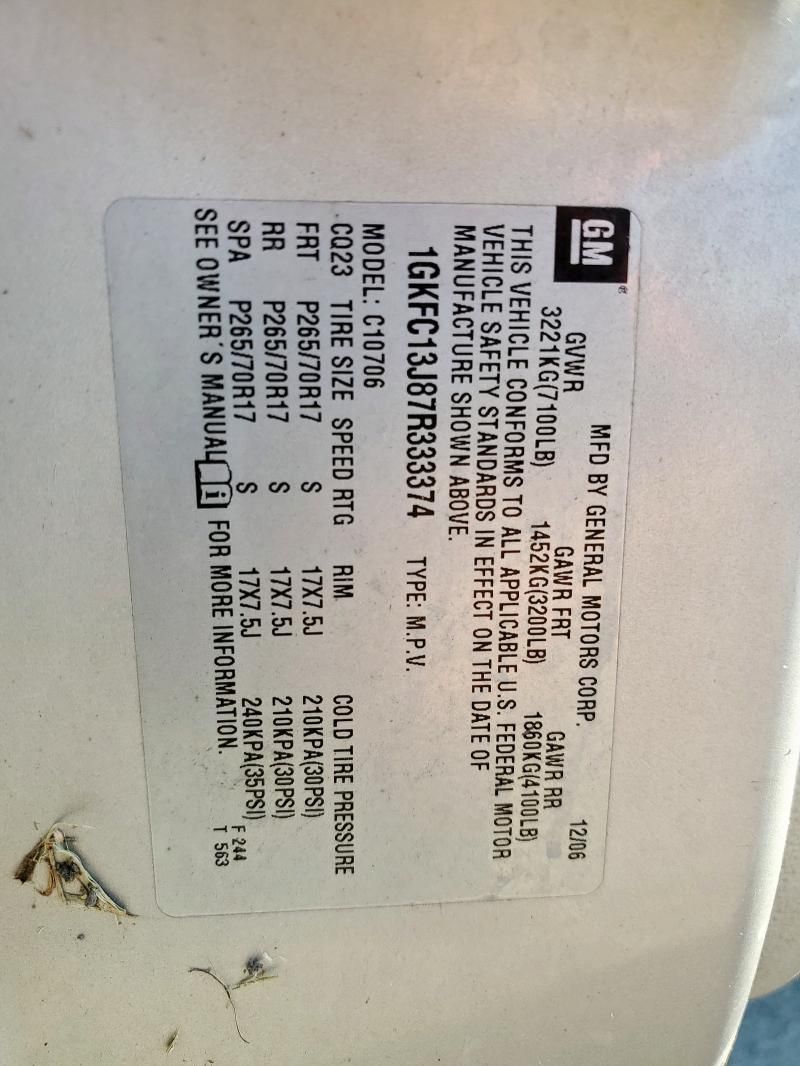 GM®
MFD BY GENERAL MOTORS CORP. 12/06
GVWR GAWR FRT GAWR RR
3221KG(7100LB) 1452KG(3200LB) 1860KG(4100LB)
THIS VEHICLE CONFORMS TO ALL APPLICABLE U.S. FEDERAL MOTOR
VEHICLE SAFETY STANDARDS IN EFFECT ON THE DATE OF
MANUFACTURE SHOWN ABOVE.
1GKFC13J87R333374 TYPE: M.P.V.
MODEL: C10706
CQ23 TIRE SIZE SPEED RTG RIM COLD TIRE PRESSURE
FRT P265/70R17 S 17X7.5J 210KPA(30PSI)
RR P265/70R17 S 17X7.5J 210KPA(30PSI)
SPA P265/70R17 S 17X7.5J 240KPA(35PSI) F 244
SEE OWNER'S MANUAL i FOR MORE INFORMATION. T 563